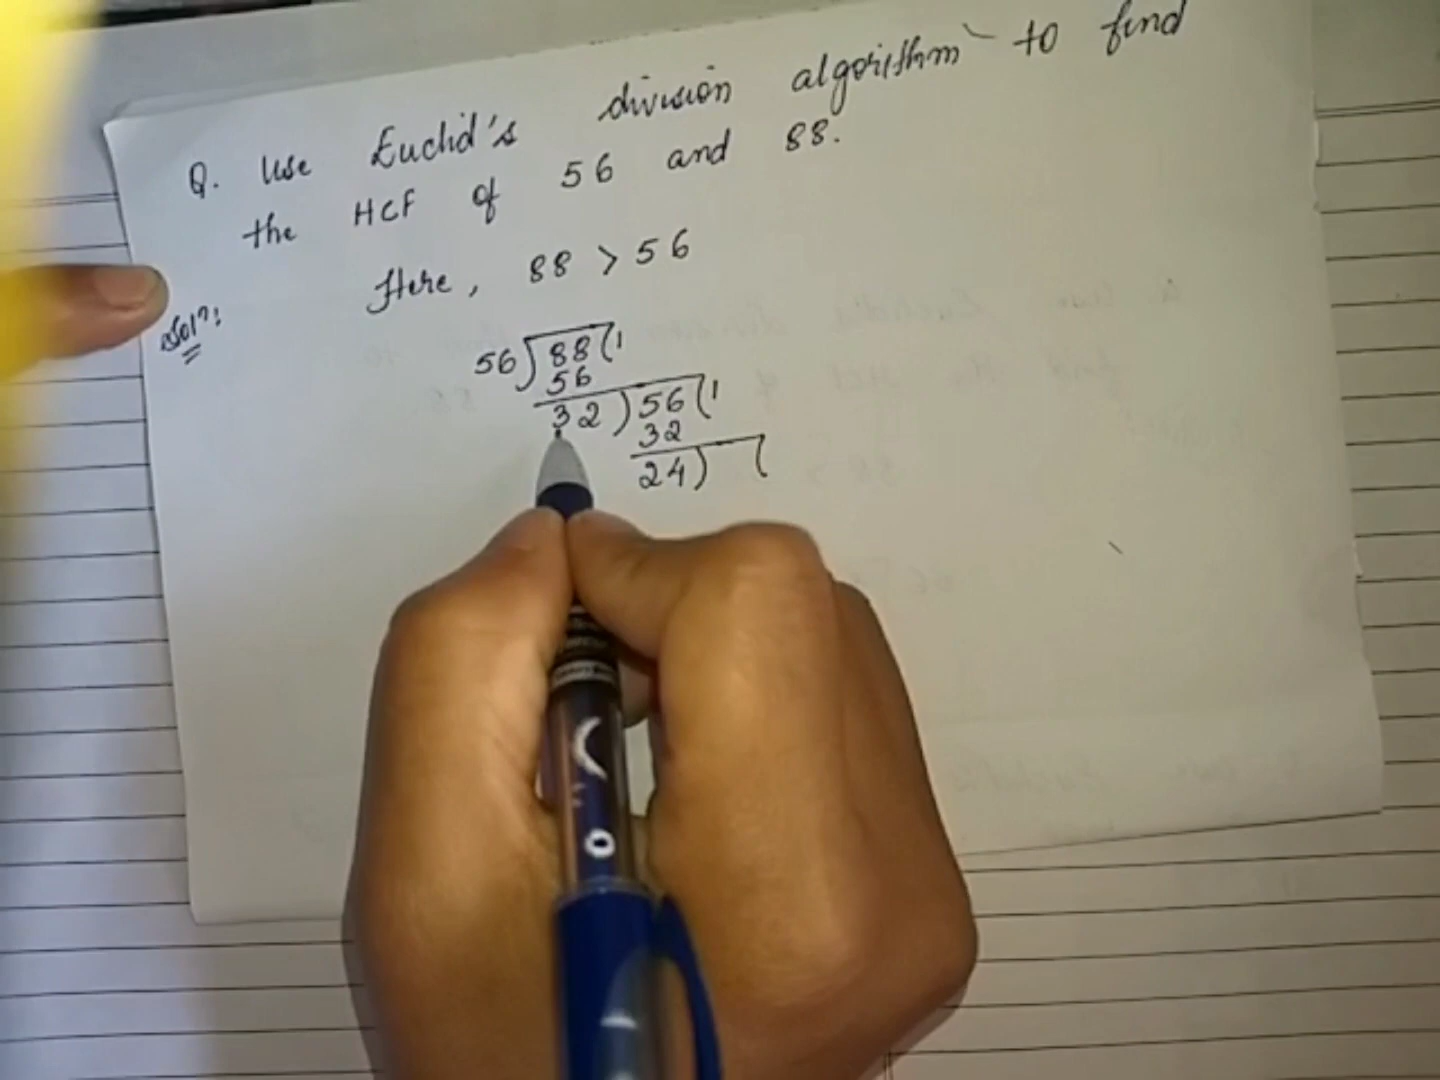 Q. Use Euclid's division algorithm to find
the HCF of 56 and 88.
Soln:
Here, 88 > 56
56)88(1
56
32)56(1
32
24) (